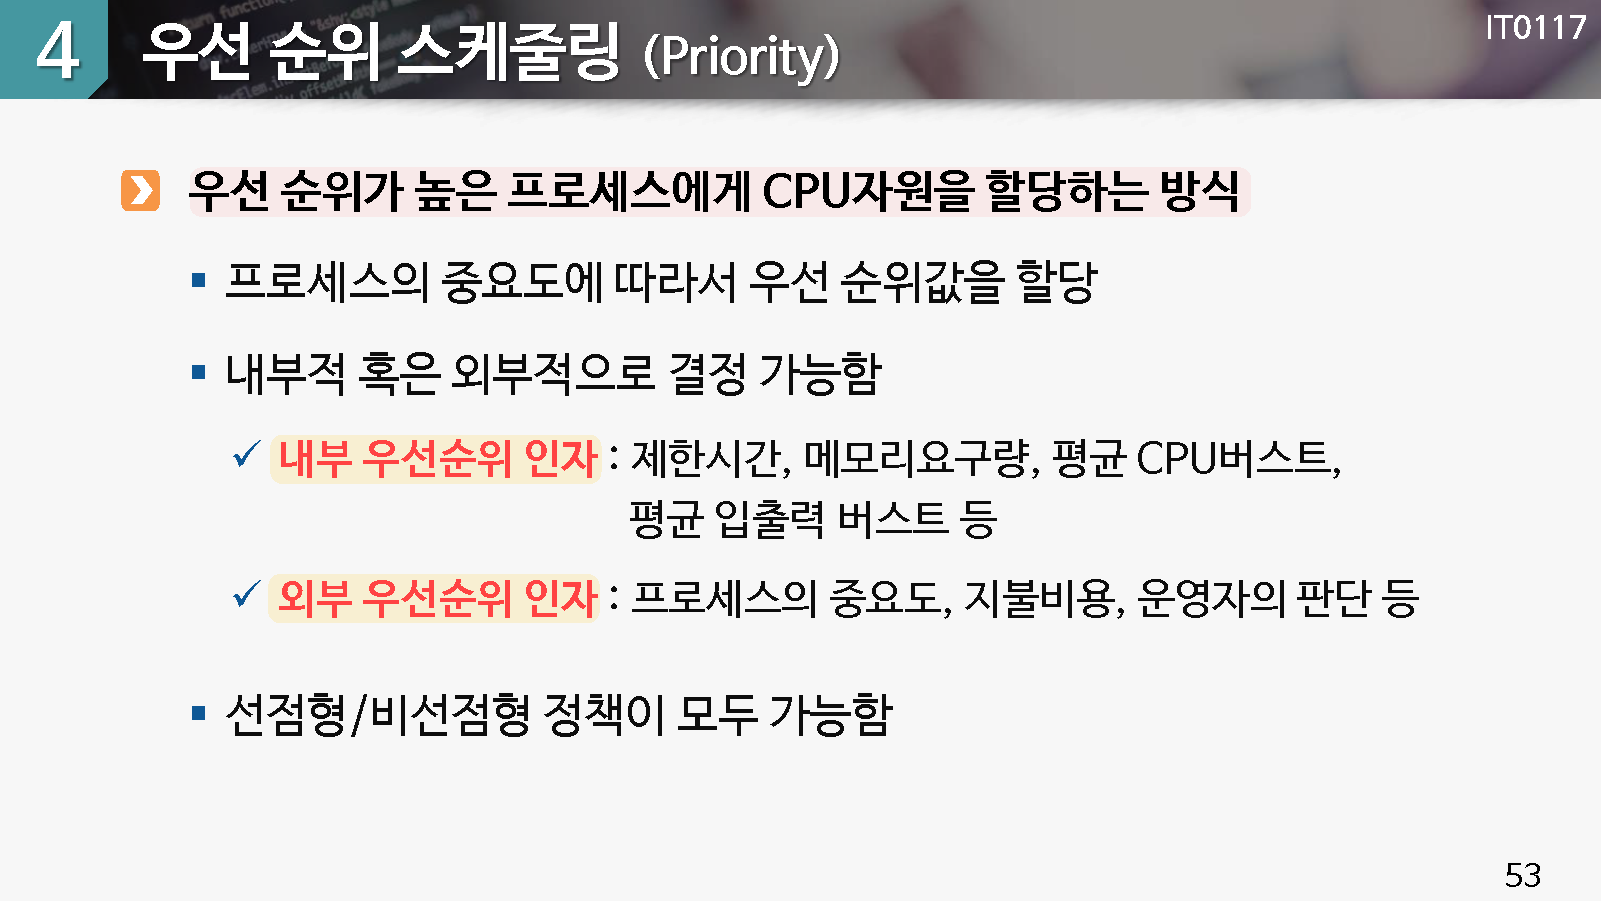 4 우선 순위 스케줄링 (Priority)
IT0117
우선 순위가 높은 프로세스에게 CPU자원을 할당하는 방식
▪ 프로세스의 중요도에 따라서 우선 순위값을 할당
▪ 내부적 혹은 외부적으로 결정 가능함
✓ 내부 우선순위 인자 : 제한시간, 메모리요구량, 평균 CPU버스트,
평균 입출력 버스트 등
✓ 외부 우선순위 인자 : 프로세스의 중요도, 지불비용, 운영자의 판단 등
▪ 선점형/비선점형 정책이 모두 가능함
53